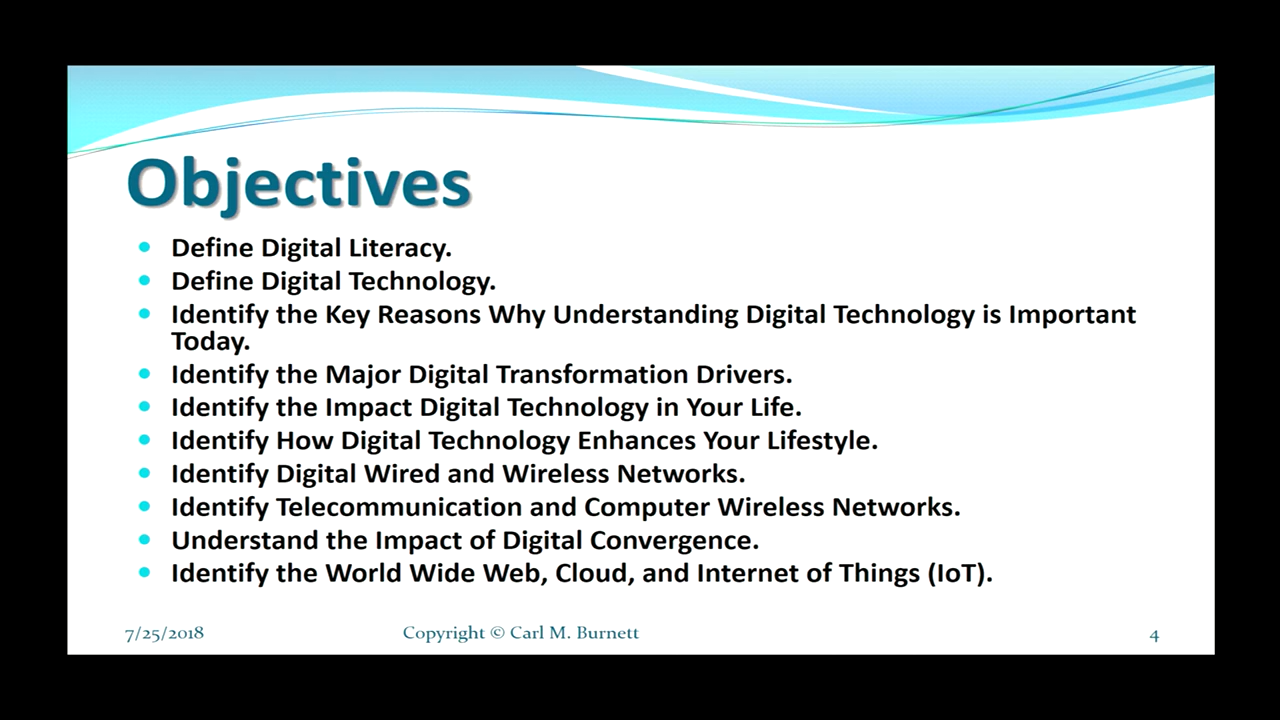 Objectives
• Define Digital Literacy.
• Define Digital Technology.
• Identify the Key Reasons Why Understanding Digital Technology is Important
Today.
• Identify the Major Digital Transformation Drivers.
• Identify the Impact Digital Technology in Your Life.
• Identify How Digital Technology Enhances Your Lifestyle.
• Identify Digital Wired and Wireless Networks.
• Identify Telecommunication and Computer Wireless Networks.
• Understand the Impact of Digital Convergence.
• Identify the World Wide Web, Cloud, and Internet of Things (IoT).
7/25/2018 Copyright © Carl M. Burnett 4